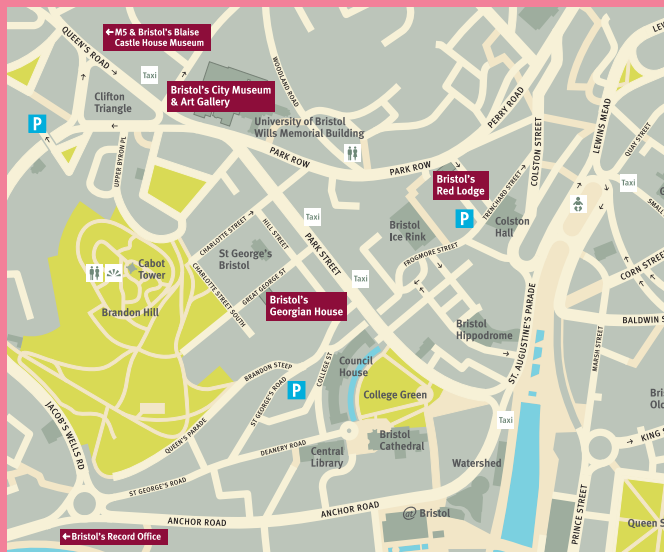 QUEEN'S ROAD →
← M5 & Bristol's Blaise
Castle House Museum
Taxi
Bristol's City Museum
& Art Gallery
WOODLAND ROAD
Clifton
Triangle
P
UPPER BYRON PL
University of Bristol
Wills Memorial Building
PARK ROW
PARK ROW
PERRY ROAD
COLSTON STREET
LEWINS MEAD
QUAY STREET
Bristol's
Red Lodge
P
TRENCHARD STREET
Colston
Hall
Taxi
SMALL
CHARLOTTE STREET
HILL STREET
Taxi
PARK STREET
Bristol
Ice Rink
FROGMORE STREET
St George's
Bristol
GREAT GEORGE ST
CHARLOTTE STREET SOUTH
Cabot
Tower
Brandon Hill
Taxi
Bristol's
Georgian House
CORN STREET
BALDWIN S
MARSH STREET
Bristol
Hippodrome
ST. AUGUSTINE'S PARADE
Council
House
COLLEGE ST
College Green
BRANDON STEEP
ST GEORGE'S ROAD
P
JACOB'S WELLS RD
QUEEN'S PARADE
Taxi
Bri
Olc
KING S
DEANERY ROAD
Central
Library
Bristol
Cathedral
Watershed
ST GEORGE'S ROAD
ANCHOR ROAD
ANCHOR ROAD
@ Bristol
PRINCE STREET
Queen S
← Bristol's Record Office